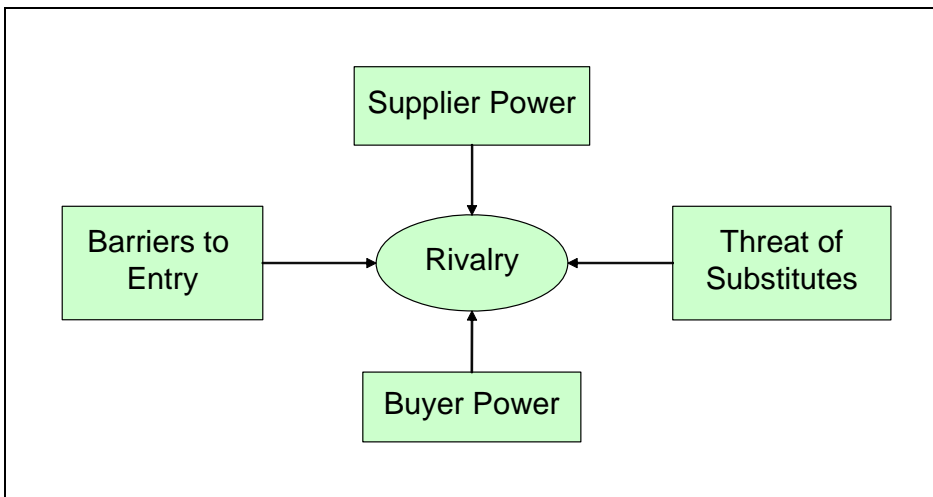 Supplier Power
Barriers to
Entry
Rivalry
Threat of
Substitutes
Buyer Power